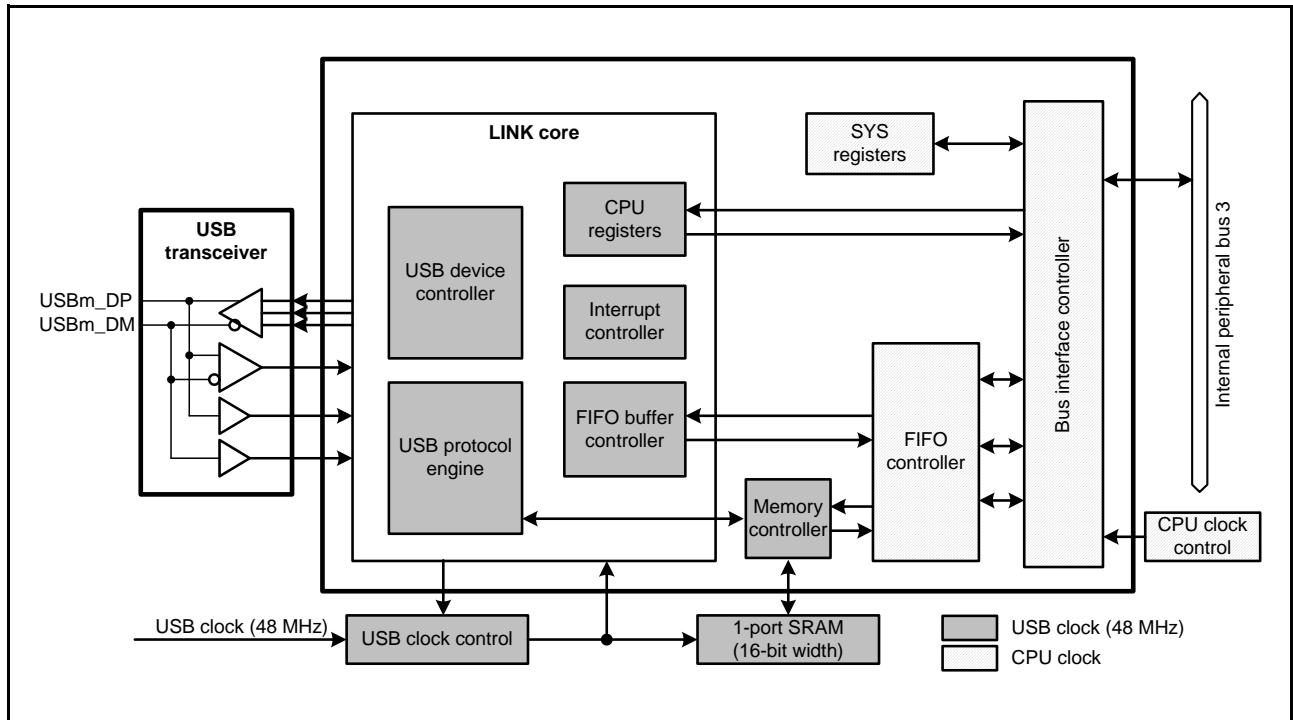 LINK core
SYS
registers
CPU
registers
USB
transceiver
USB device
controller
USBm_DP
USBm_DM
Interrupt
controller
Bus interface controller
Internal peripheral bus 3
FIFO buffer
controller
FIFO
controller
USB protocol
engine
Memory
controller
CPU clock
control
USB clock (48 MHz)
USB clock control
1-port SRAM
(16-bit width)
USB clock (48 MHz)
CPU clock